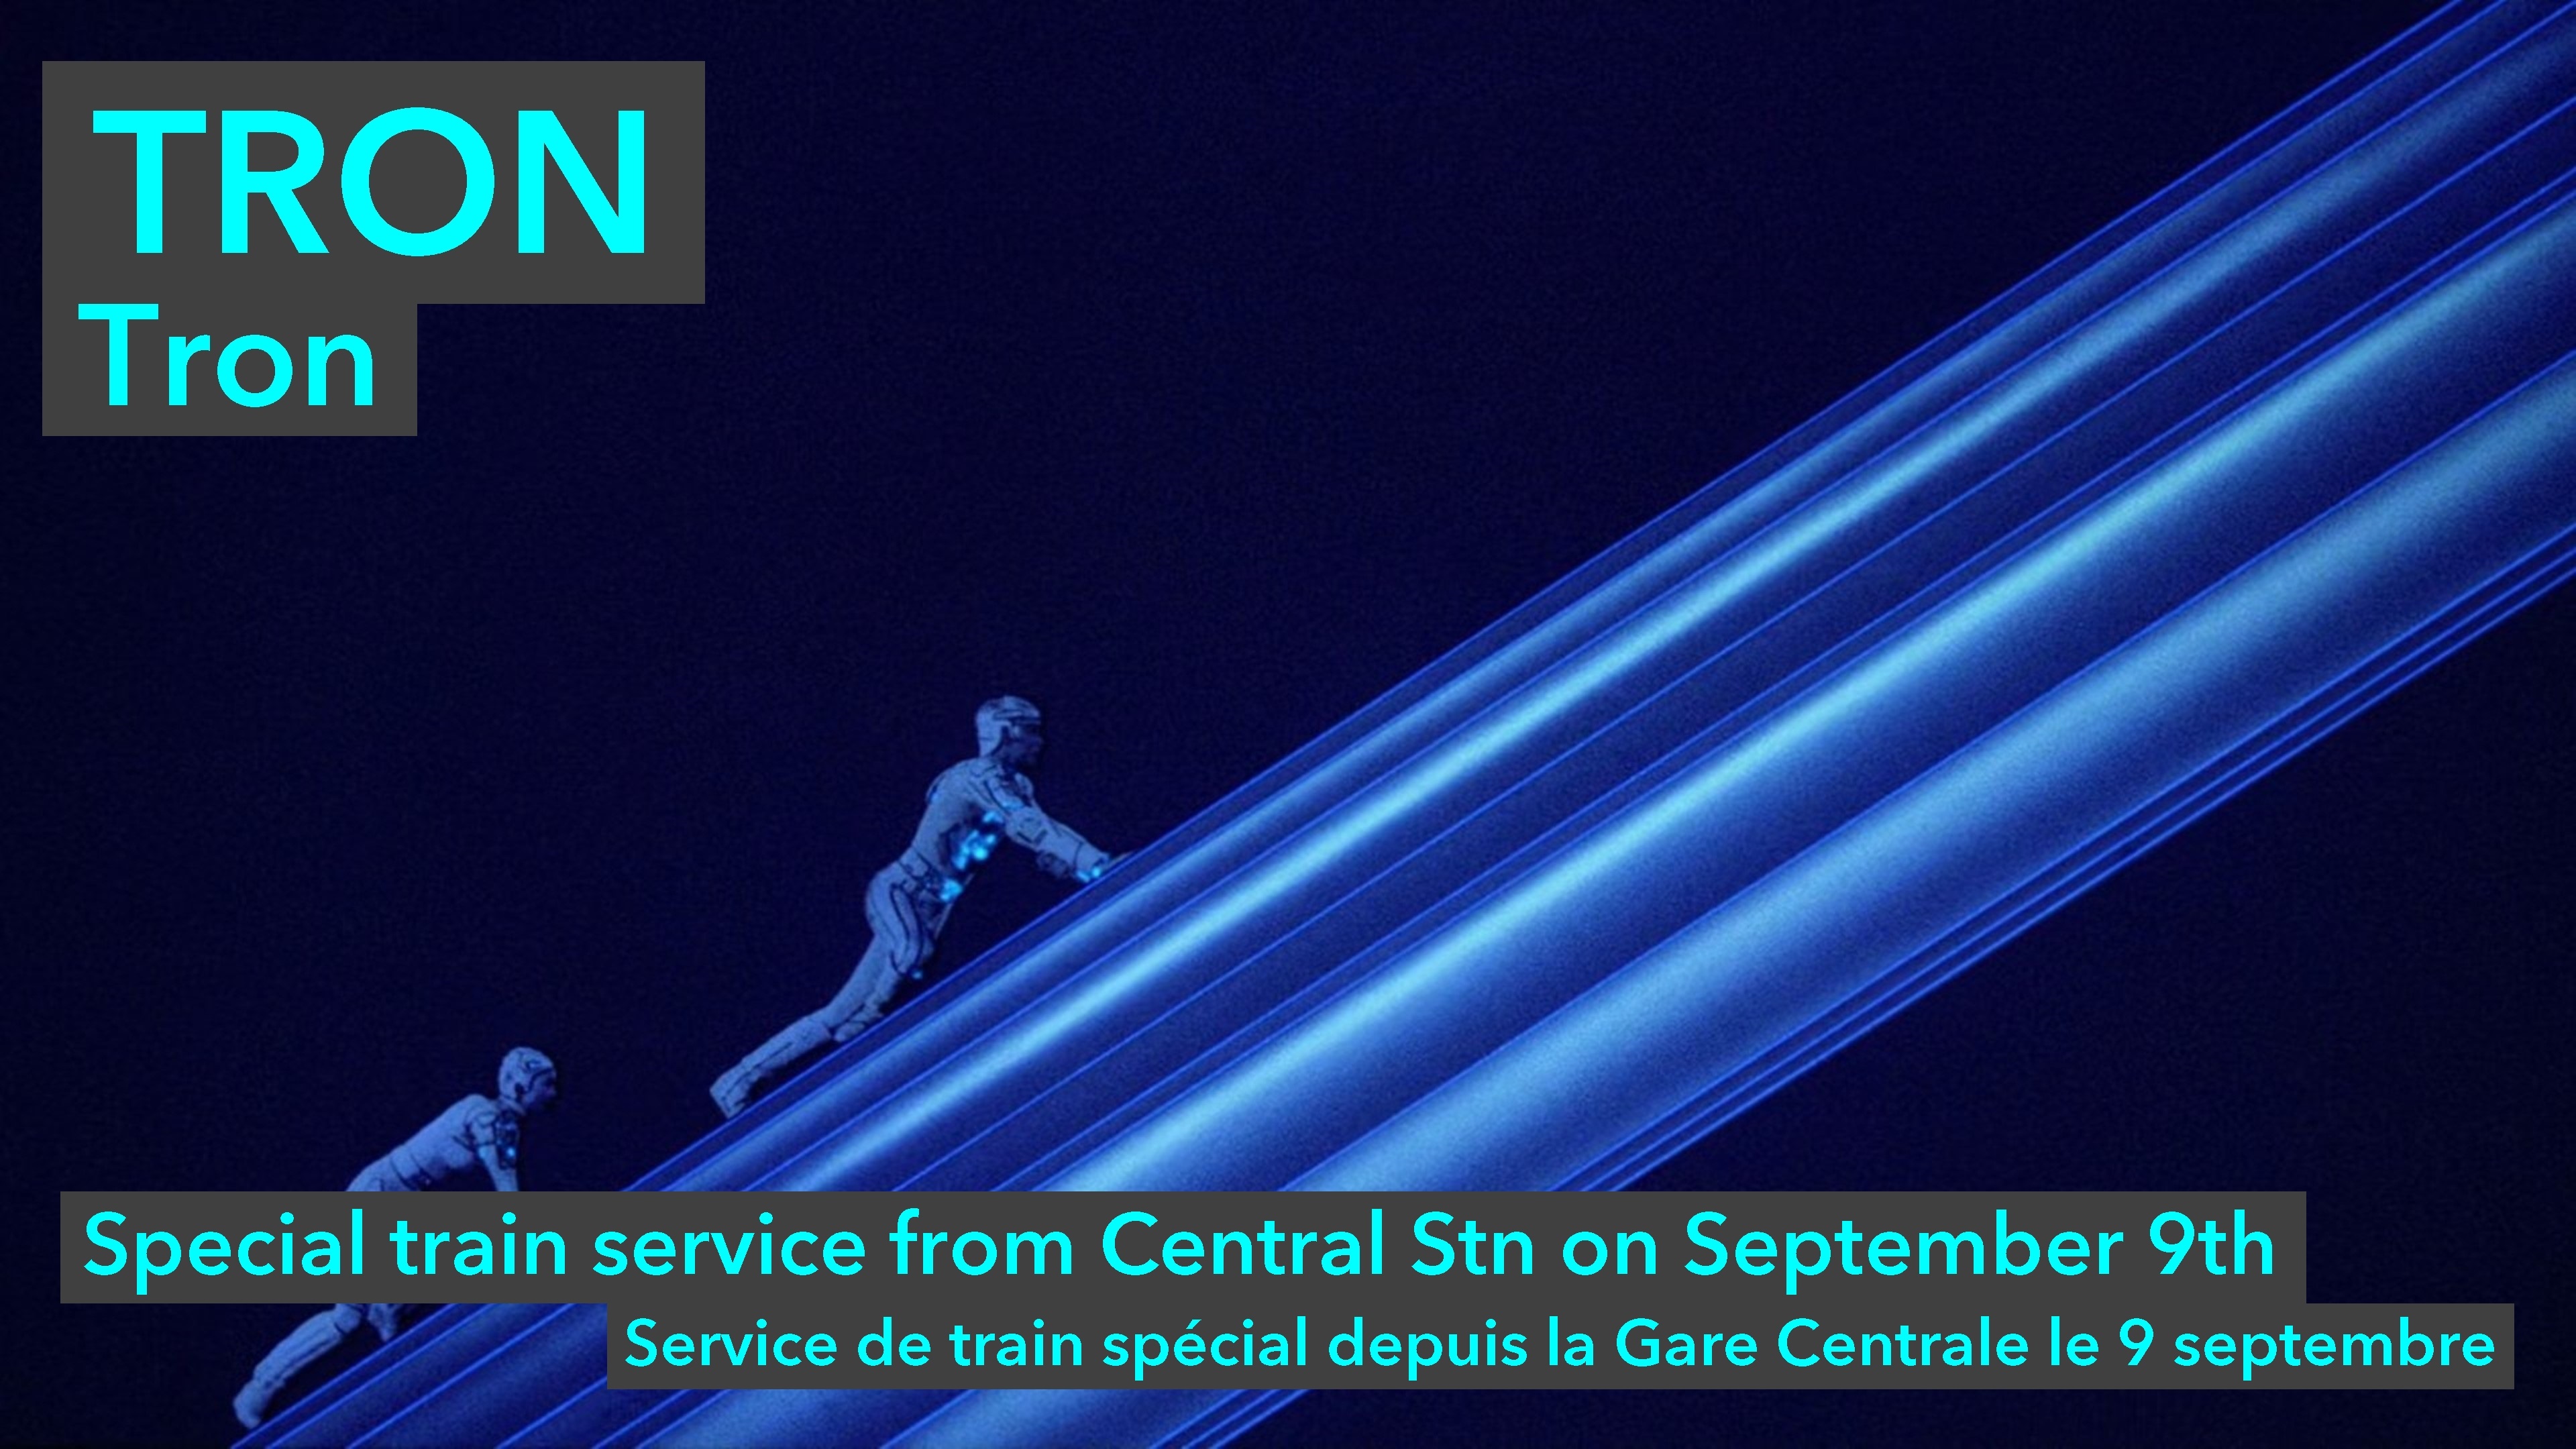 TRON
Tron
Special train service from Central Stn on September 9th
Service de train spécial depuis la Gare Centrale le 9 septembre